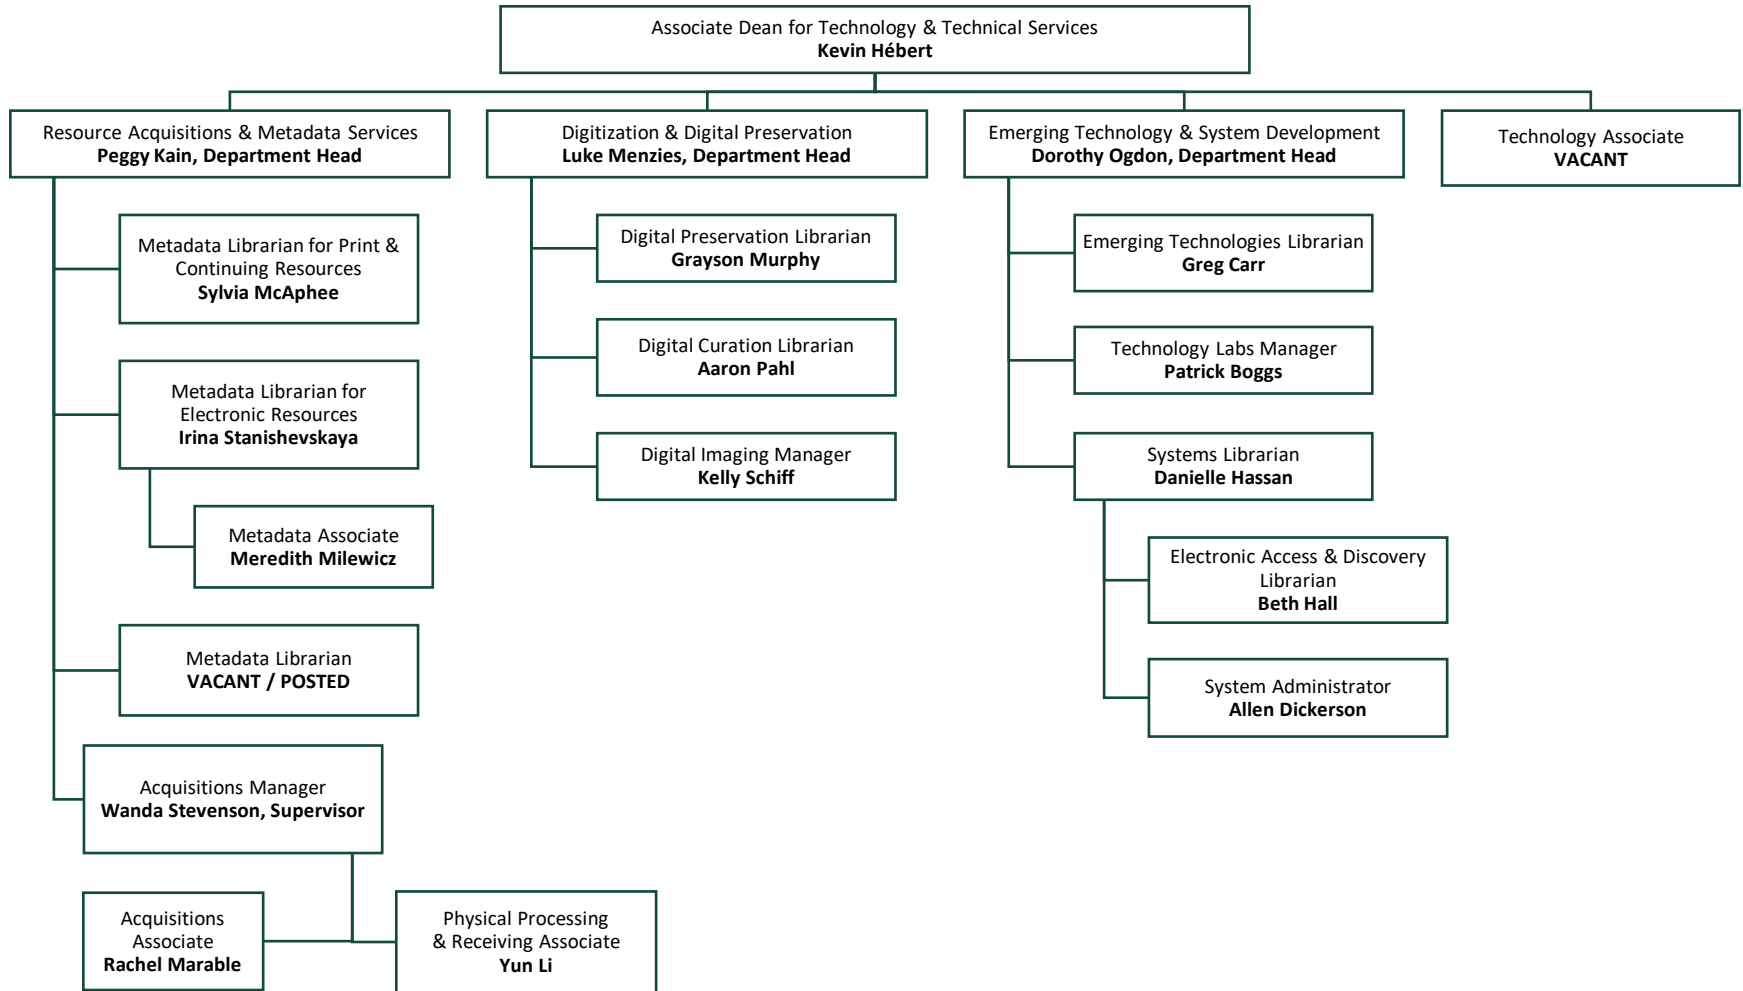 Associate Dean for Technology & Technical Services
Kevin Hébert
Resource Acquisitions & Metadata Services
Peggy Kain, Department Head
Digitization & Digital Preservation
Luke Menzies, Department Head
Emerging Technology & System Development
Dorothy Ogdon, Department Head
Technology Associate
VACANT
Metadata Librarian for Print &
Continuing Resources
Sylvia McAphee
Metadata Librarian for
Electronic Resources
Irina Stanishevskaya
Metadata Associate
Meredith Milewicz
Metadata Librarian
VACANT / POSTED
Acquisitions Manager
Wanda Stevenson, Supervisor
Acquisitions
Associate
Rachel Marable
Physical Processing
& Receiving Associate
Yun Li
Digital Preservation Librarian
Grayson Murphy
Digital Curation Librarian
Aaron Pahl
Digital Imaging Manager
Kelly Schiff
Emerging Technologies Librarian
Greg Carr
Technology Labs Manager
Patrick Boggs
Systems Librarian
Danielle Hassan
Electronic Access & Discovery
Librarian
Beth Hall
System Administrator
Allen Dickerson